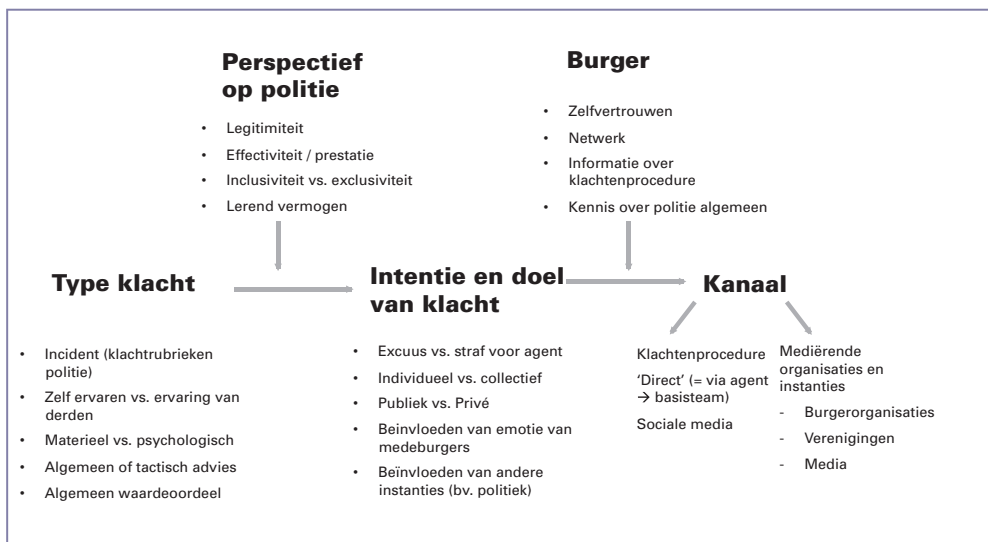 Perspectief
op politie
• Legitimiteit
• Effectiviteit / prestatie
• Inclusiviteit vs. exclusiviteit
• Lerend vermogen
Burger
• Zelfvertrouwen
• Netwerk
• Informatie over
klachtenprocedure
• Kennis over politie algemeen
Type klacht
• Incident (klachtrubrieken
politie)
• Zelf ervaren vs. ervaring van
derden
• Materieel vs. psychologisch
• Algemeen of tactisch advies
• Algemeen waardeoordeel
Intentie en doel
van klacht
• Excuus vs. straf voor agent
• Individueel vs. collectief
• Publiek vs. Privé
• Beinvloeden van emotie van
medeburgers
• Beïnvloeden van andere
instanties (bv. politiek)
Kanaal
Klachtenprocedure
‘Direct’ (= via agent
→ basisteam)
Sociale media
Mediërende
organisaties en
instanties
- Burgerorganisaties
- Verenigingen
- Media